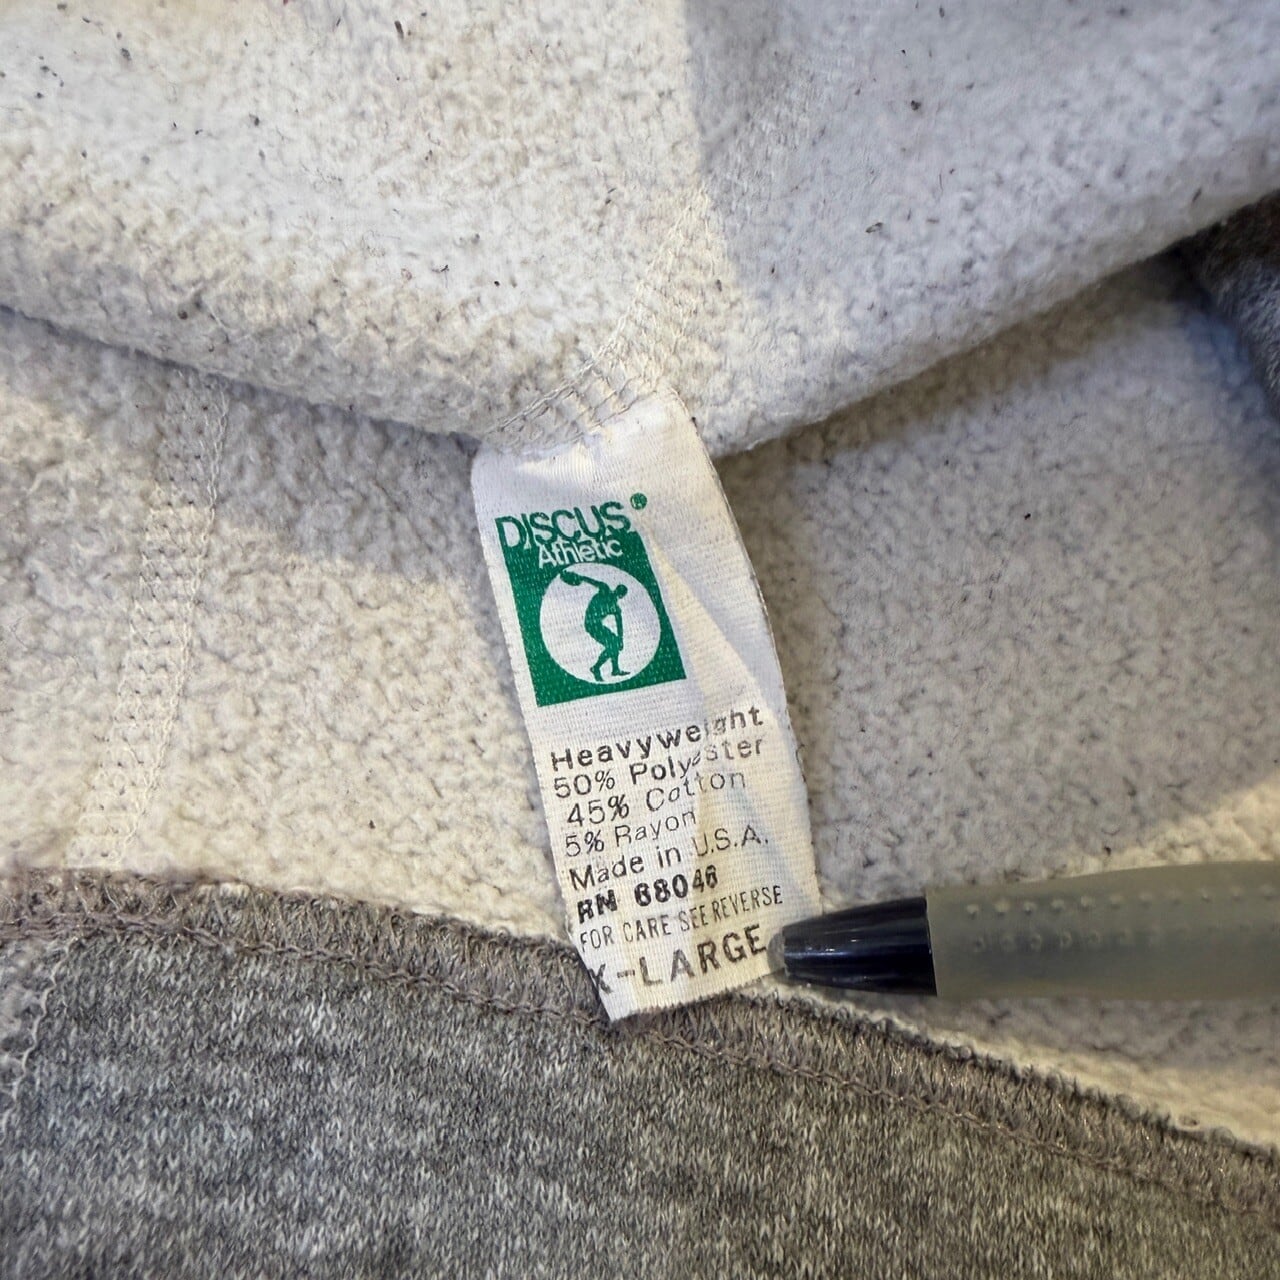 DISCUS®
Athletic
Heavyweight
50% Polyester
45% Cotton
5% Rayon
Made in U.S.A.
RN 68046
FOR CARE SEE REVERSE
X-LARGE